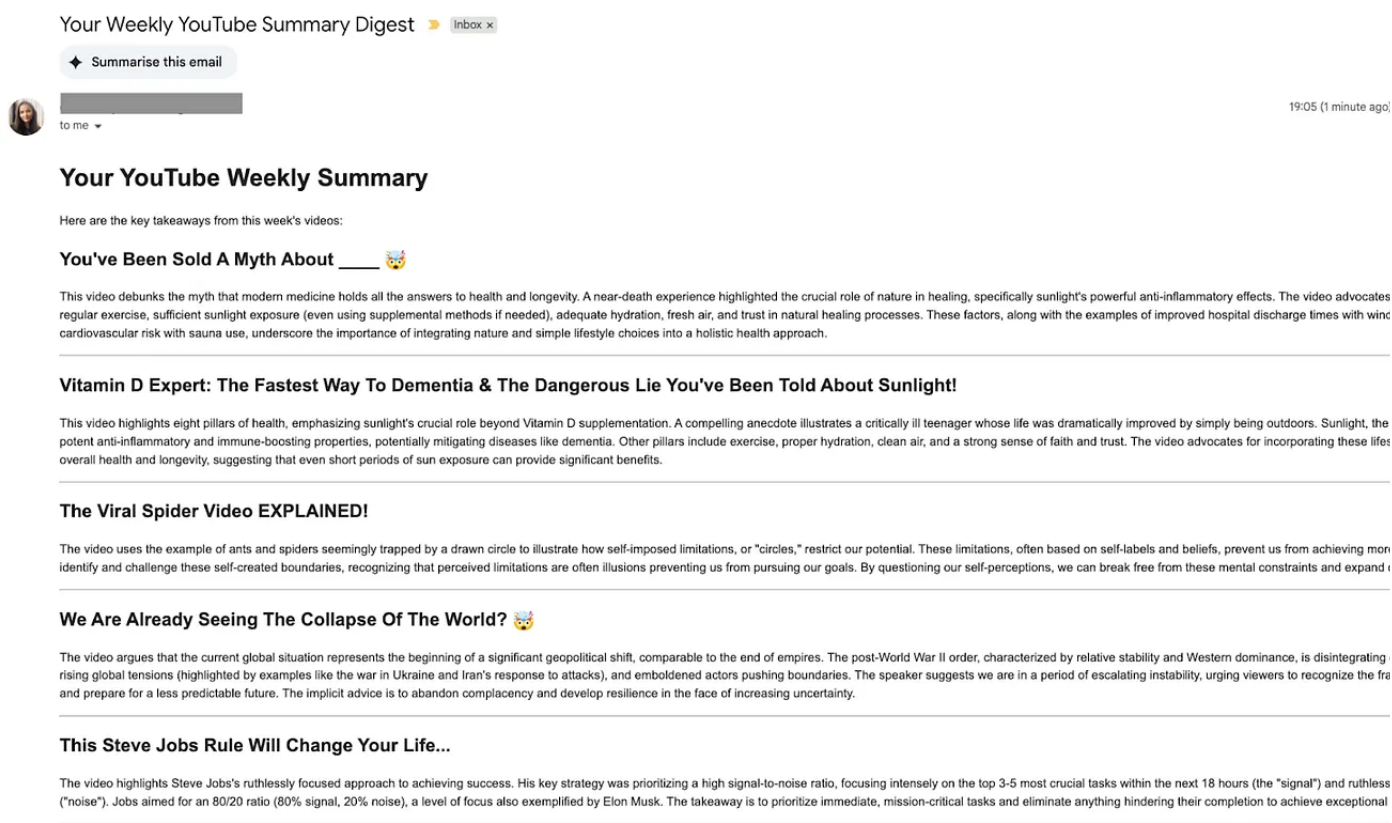 Your Weekly YouTube Summary Digest Inbox ×
Summarise this email
19:05 (1 minute ago)
to me
Your YouTube Weekly Summary
Here are the key takeaways from this week's videos:
You've Been Sold A Myth About ____ 🤯
This video debunks the myth that modern medicine holds all the answers to health and longevity. A near-death experience highlighted the crucial role of nature in healing, specifically sunlight's powerful anti-inflammatory effects. The video advocates
regular exercise, sufficient sunlight exposure (even using supplemental methods if needed), adequate hydration, fresh air, and trust in natural healing processes. These factors, along with the examples of improved hospital discharge times with
cardiovascular risk with sauna use, underscore the importance of integrating nature and simple lifestyle choices into a holistic health approach.
Vitamin D Expert: The Fastest Way To Dementia & The Dangerous Lie You've Been Told About Sunlight!
This video highlights eight pillars of health, emphasizing sunlight's crucial role beyond Vitamin D supplementation. A compelling anecdote illustrates a critically ill teenager whose life was dramatically improved by simply being outdoors. Sunlight, the
potent anti-inflammatory and immune-boosting properties, potentially mitigating diseases like dementia. Other pillars include exercise, proper hydration, clean air, and a strong sense of faith and trust. The video advocates for incorporating these
overall health and longevity, suggesting that even short periods of sun exposure can provide significant benefits.
The Viral Spider Video EXPLAINED!
The video uses the example of ants and spiders seemingly trapped by a drawn circle to illustrate how self-imposed limitations, or "circles," restrict our potential. These limitations, often based on self-labels and beliefs, prevent us from achieving
identify and challenge these self-created boundaries, recognizing that perceived limitations are often illusions preventing us from pursuing our goals. By questioning our self-perceptions, we can break free from these mental constraints and expand
We Are Already Seeing The Collapse Of The World? 🤯
The video argues that the current global situation represents the beginning of a significant geopolitical shift, comparable to the end of empires. The post-World War II order, characterized by relative stability and Western dominance, is disintegrating
rising global tensions (highlighted by examples like the war in Ukraine and Iran's response to attacks), and emboldened actors pushing boundaries. The speaker suggests we are in a period of escalating instability, urging viewers to recognize the
and prepare for a less predictable future. The implicit advice is to abandon complacency and develop resilience in the face of increasing uncertainty.
This Steve Jobs Rule Will Change Your Life...
The video highlights Steve Jobs's ruthlessly focused approach to achieving success. His key strategy was prioritizing a high signal-to-noise ratio, focusing intensely on the top 3-5 most crucial tasks within the next 18 hours (the "signal") and
("noise"). Jobs aimed for an 80/20 ratio (80% signal, 20% noise), a level of focus also exemplified by Elon Musk. The takeaway is to prioritize immediate, mission-critical tasks and eliminate anything hindering their completion to achieve exceptional